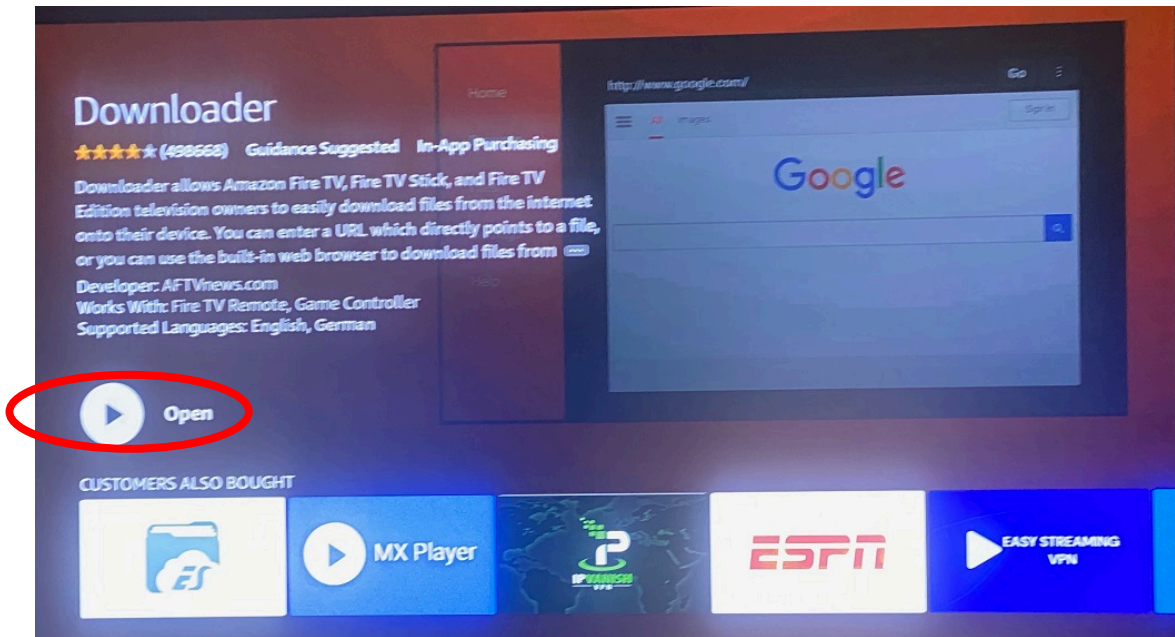 Downloader
(498668) Guidance Suggested In-App Purchasing
Downloader allows Amazon Fire TV, Fire TV Stick, and Fire TV
Edition television owners to easily download files from the internet
onto their device. You can enter a URL which directly points to a file,
or you can use the built-in web browser to download files from
Developer: AFTVnews.com
Works With: Fire TV Remote, Game Controller
Supported Languages: English, German
Open
Home
Help
http://www.google.com/
Go
All Images
Sign in
Google
CUSTOMERS ALSO BOUGHT
ES
MX Player
IPVANISH
VPN
ESPN
EASY STREAMING
VPN